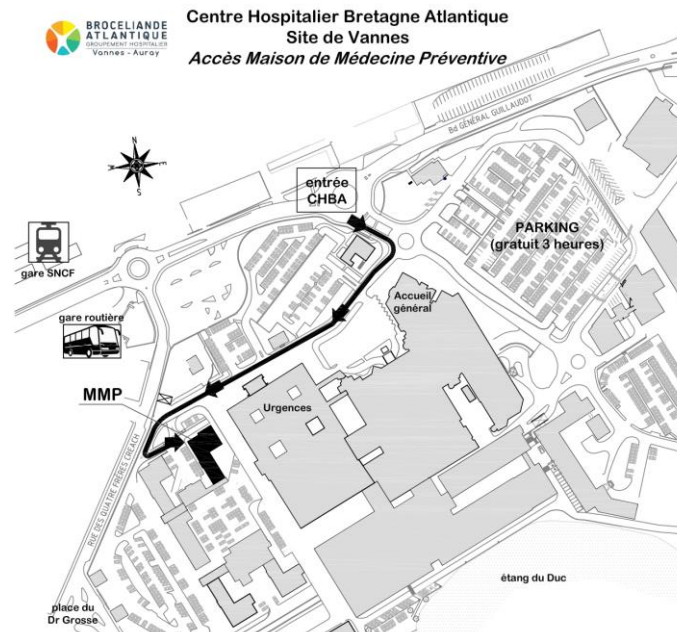 BROCELIANDE
ATLANTIQUE
GROUPEMENT HOSPITALIER
Vannes - Auray
Centre Hospitalier Bretagne Atlantique
Site de Vannes
Accès Maison de Médecine Préventive
Bd GÉNÉRAL GUILLAUDOT
N
E
S
entrée
CHBA
PARKING
(gratuit 3 heures)
gare SNCF
Accueil
général
gare routière
MMP
Urgences
RUE DES QUATRE FRÈRES CREACH
étang du Duc
place du
Dr Grosse